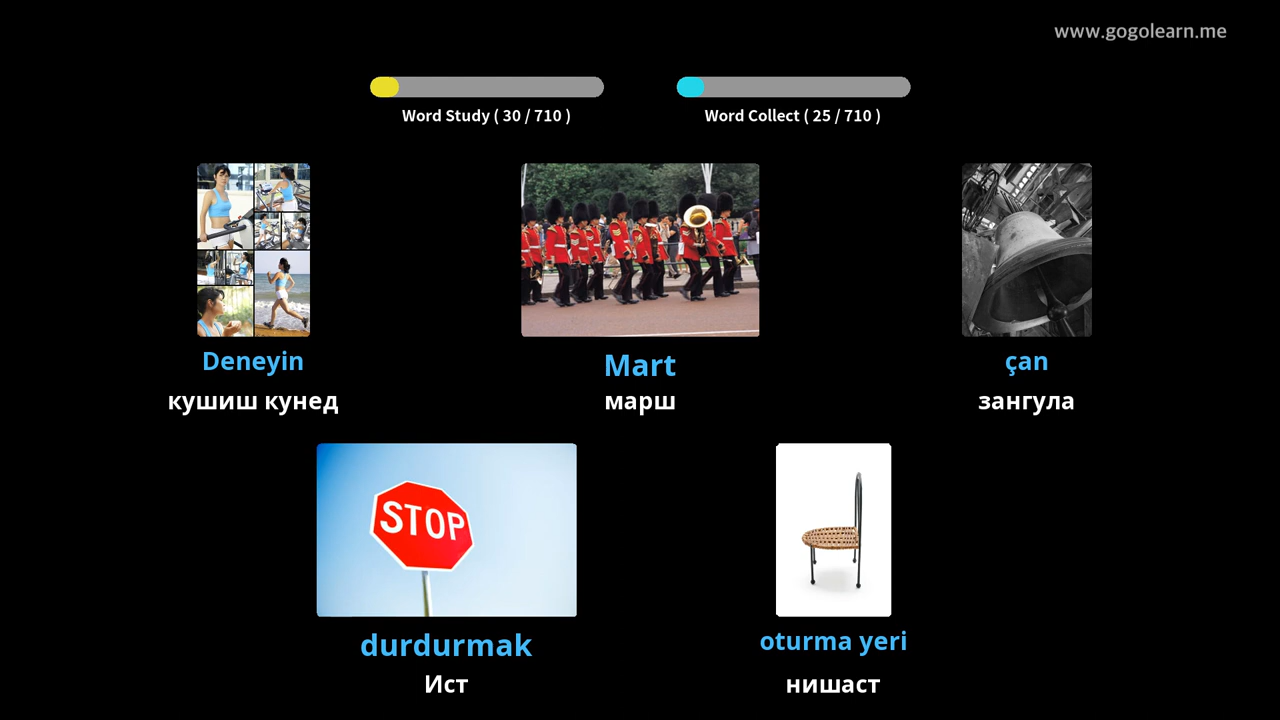 www.gogolearn.me
Word Study ( 30 / 710 )
Word Collect ( 25 / 710 )
Deneyin
кушиш кунед
Mart
марш
çan
зангула
STOP
durdurmak
Ист
oturma yeri
нишаст